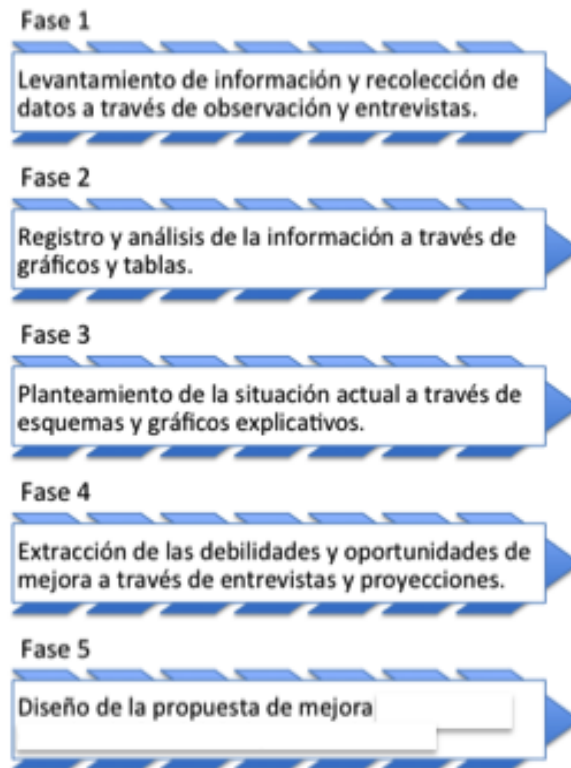 Fase 1
Levantamiento de información y recolección de
datos a través de observación y entrevistas.
Fase 2
Registro y análisis de la información a través de
gráficos y tablas.
Fase 3
Planteamiento de la situación actual a través de
esquemas y gráficos explicativos.
Fase 4
Extracción de las debilidades y oportunidades de
mejora a través de entrevistas y proyecciones.
Fase 5
Diseño de la propuesta de mejora